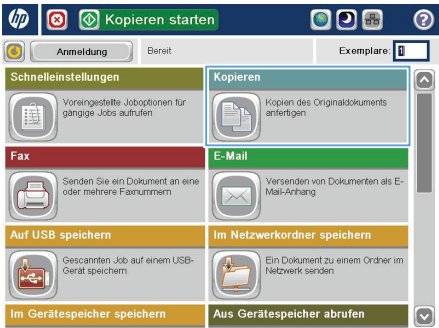 hp
Kopieren starten
?
Anmeldung
Bereit
Exemplare: 1
Schnelleinstellungen
Voreingestellte Joboptionen für
gängige Jobs aufrufen
Kopieren
Kopien des Originaldokuments
anfertigen
Fax
Senden Sie ein Dokument an eine
oder mehrere Faxnummern
E-Mail
Versenden von Dokumenten als E-
Mail-Anhang
Auf USB speichern
Gescannten Job auf einem USB-
Gerät speichern
Im Netzwerkordner speichern
Ein Dokument zu einem Ordner im
Netzwerk senden
Im Gerätespeicher speichern
Aus Gerätespeicher abrufen